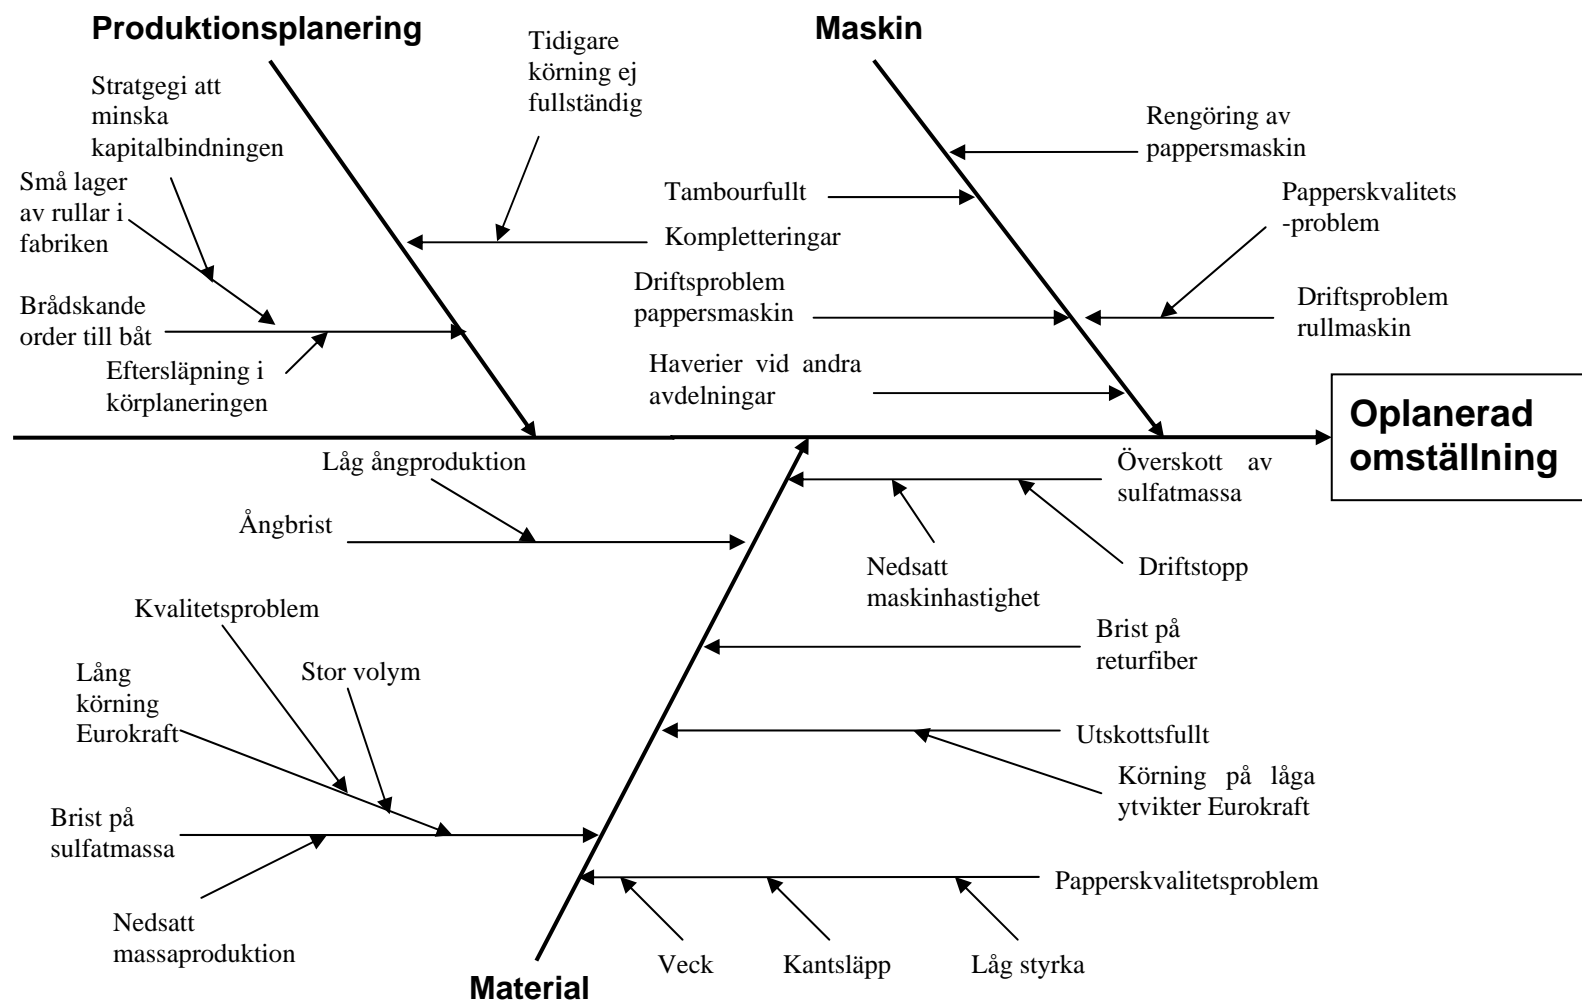 Produktionsplanering
Maskin
Tidigare
körning ej
fullständig
Stratgegi att
minska
kapitalbindningen
Rengöring av
pappersmaskin
Små lager
av rullar i
fabriken
Tambourfullt
Papperskvalitets
-problem
Kompletteringar
Driftsproblem
pappersmaskin
Driftsproblem
rullmaskin
Brådskande
order till båt
Eftersläpning i
körplaneringen
Haverier vid andra
avdelningar
Oplanerad
omställning
Låg ångproduktion
Överskott av
sulfatmassa
Ångbrist
Nedsatt
maskinhastighet
Driftstopp
Kvalitetsproblem
Brist på
returfiber
Lång
körning
Eurokraft
Stor volym
Utskottsfullt
Körning på låga
ytvikter Eurokraft
Brist på
sulfatmassa
Papperskvalitetsproblem
Nedsatt
massaproduktion
Veck
Kantsläpp
Låg styrka
Material